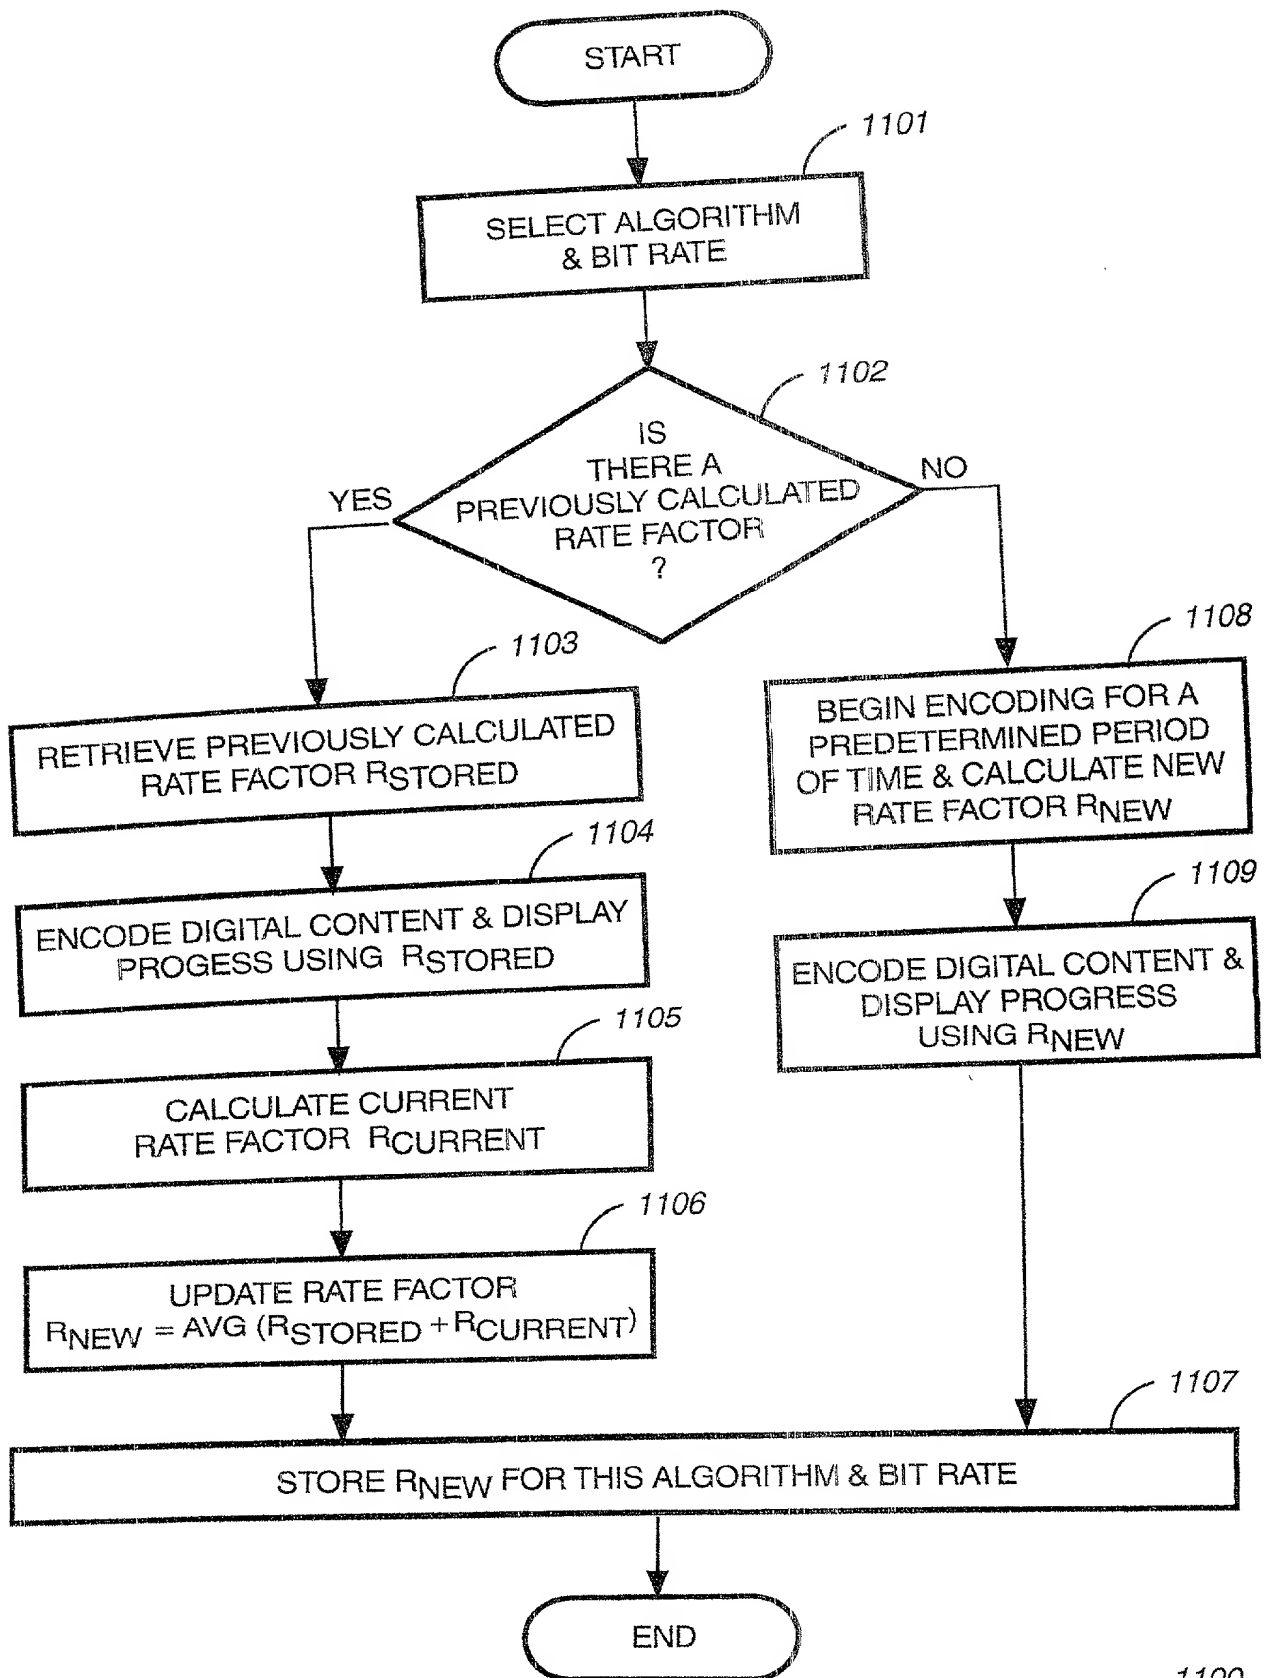 START
1101
SELECT ALGORITHM
& BIT RATE
1102
IS
THERE A
PREVIOUSLY CALCULATED
RATE FACTOR
?
YES
NO
1103
RETRIEVE PREVIOUSLY CALCULATED
RATE FACTOR RSTORED
1104
ENCODE DIGITAL CONTENT & DISPLAY
PROGESS USING RSTORED
1105
CALCULATE CURRENT
RATE FACTOR RCURRENT
1106
UPDATE RATE FACTOR
RNEW = AVG (RSTORED + RCURRENT)
1108
BEGIN ENCODING FOR A
PREDETERMINED PERIOD
OF TIME & CALCULATE NEW
RATE FACTOR RNEW
1109
ENCODE DIGITAL CONTENT &
DISPLAY PROGRESS
USING RNEW
1107
STORE RNEW FOR THIS ALGORITHM & BIT RATE
END